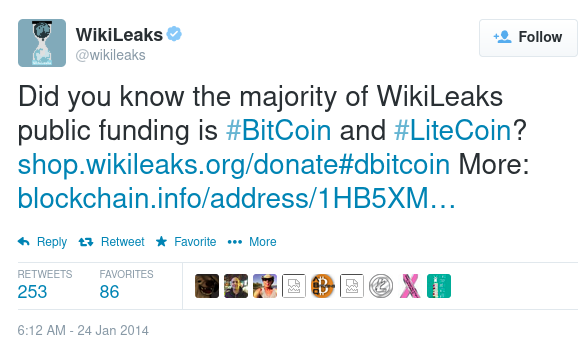 WikiLeaks
@wikileaks
Follow
Did you know the majority of WikiLeaks
public funding is #BitCoin and #LiteCoin?
shop.wikileaks.org/donate#dbitcoin More:
blockchain.info/address/1HB5XM…
Reply Retweet Favorite More
RETWEETS FAVORITES
253 86
6:12 AM - 24 Jan 2014